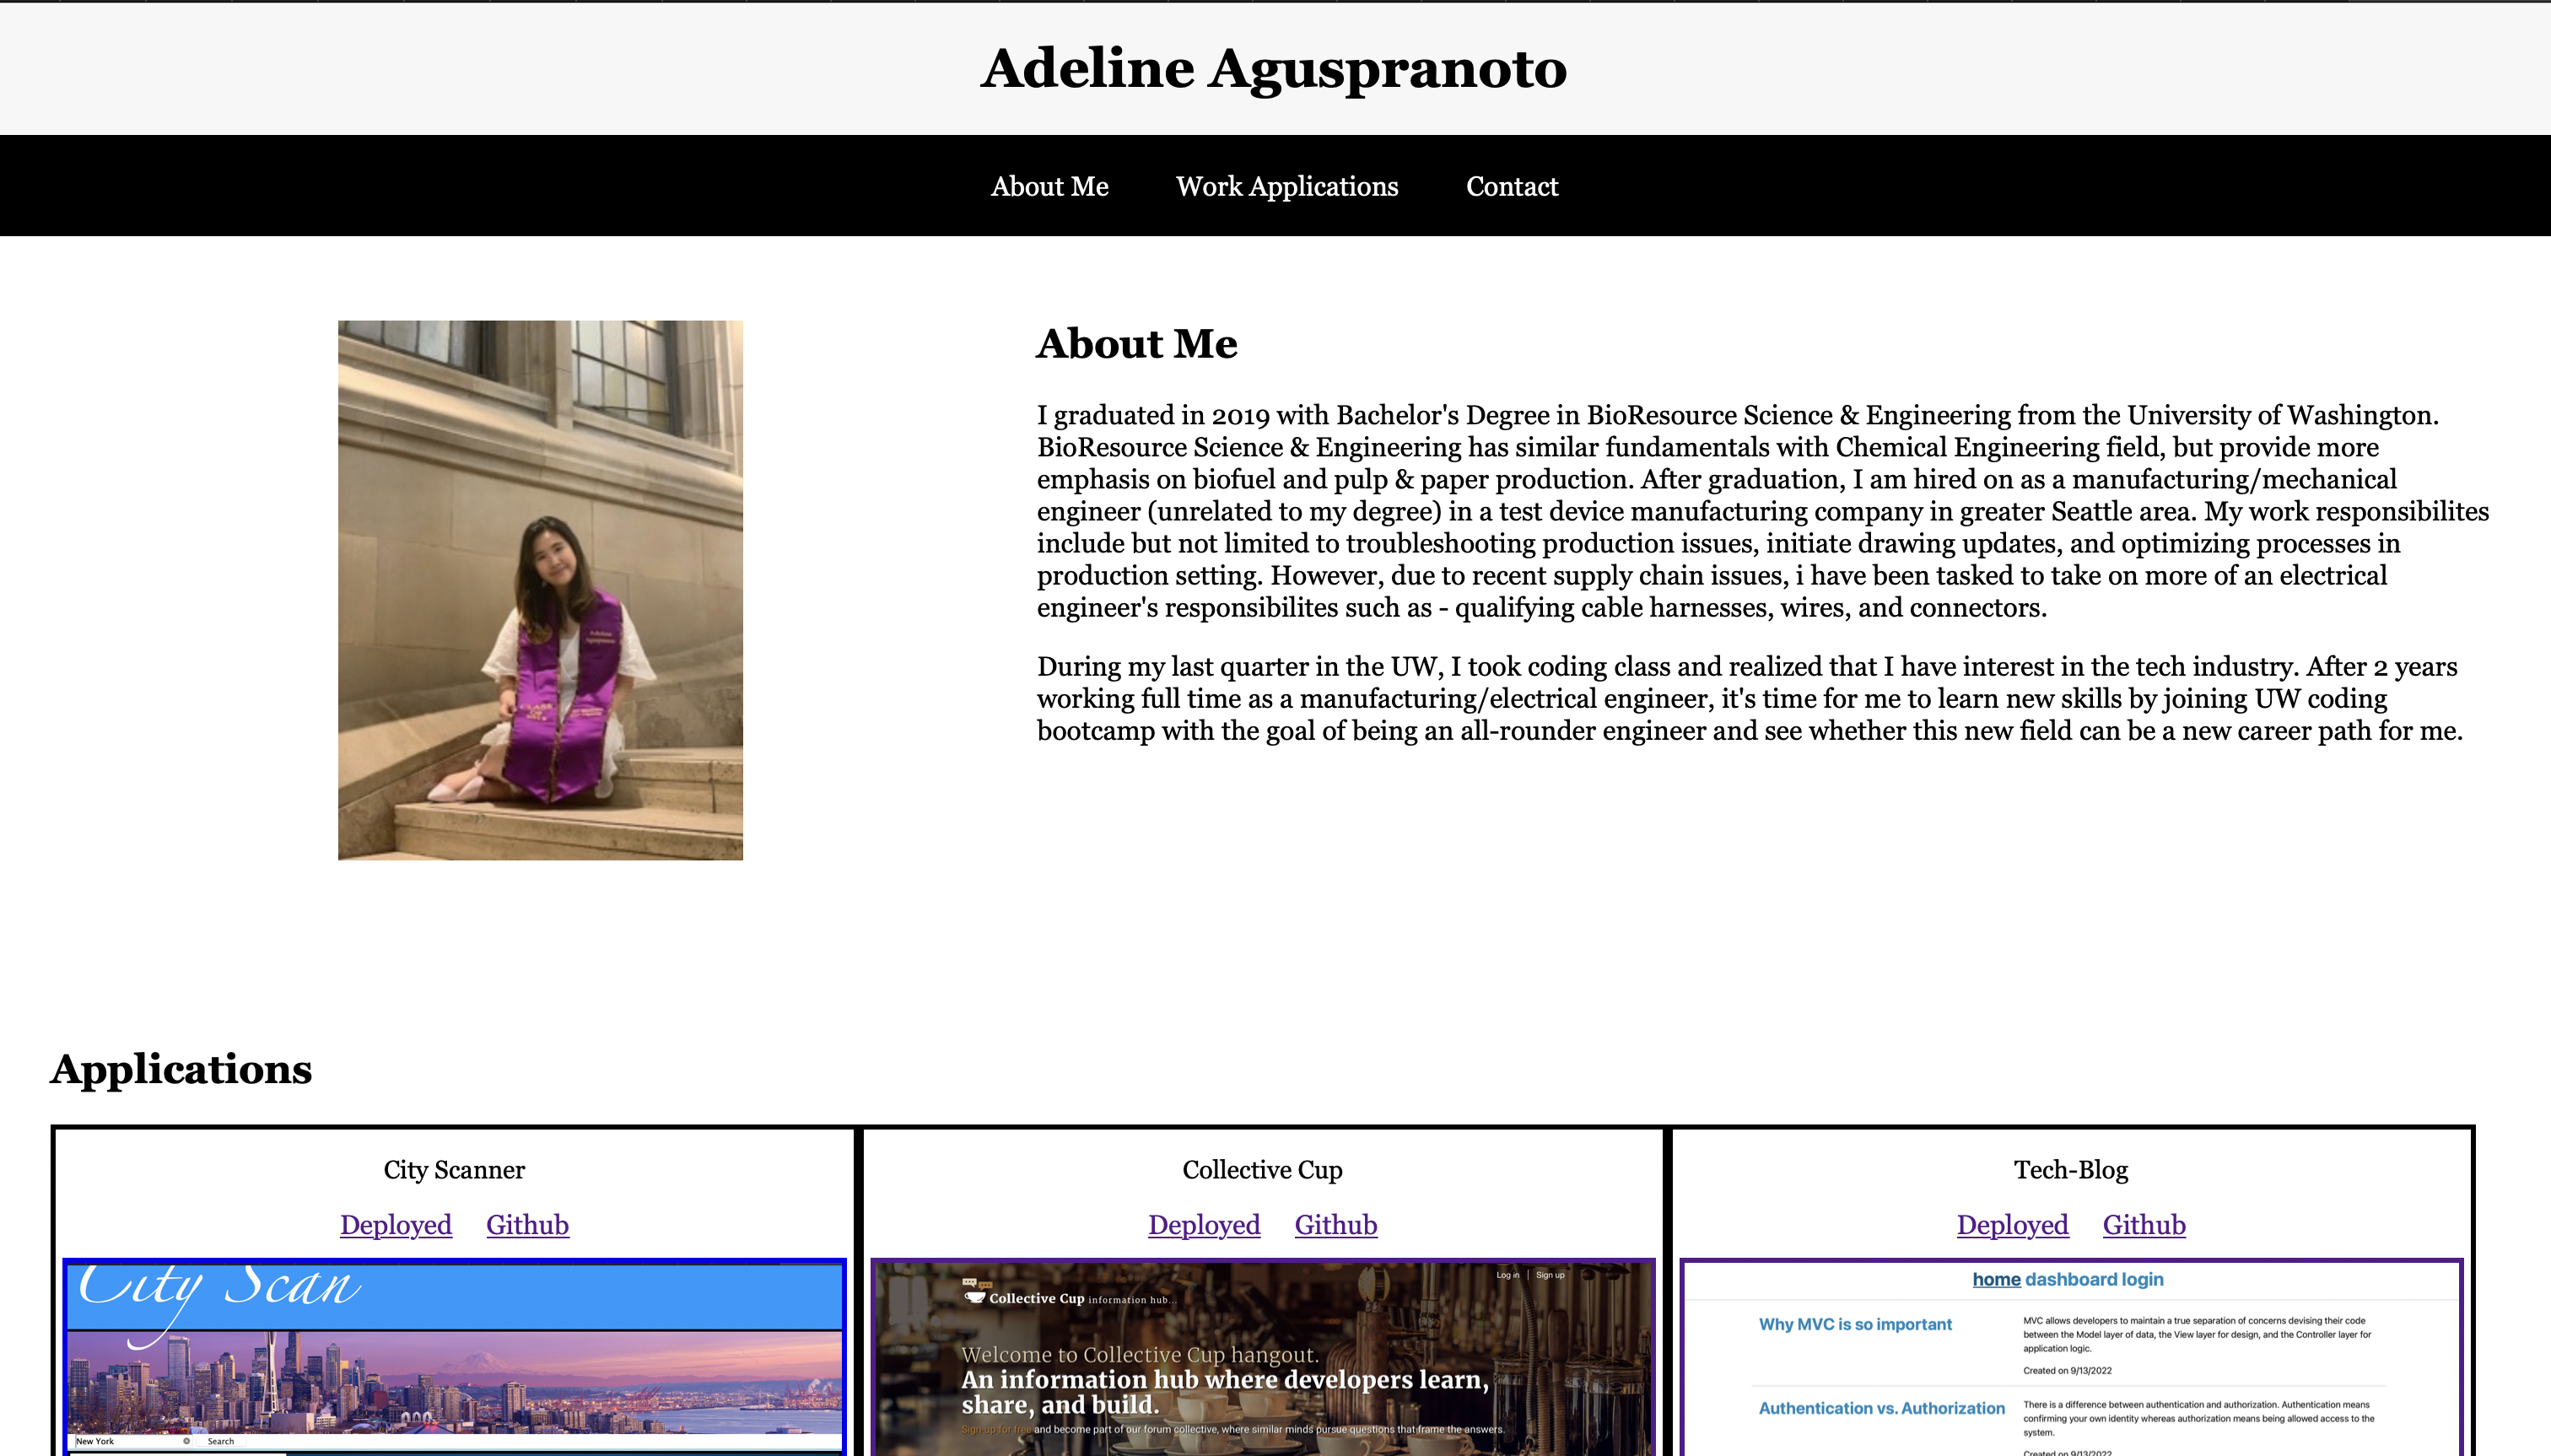 Adeline Aguspranoto
About Me Work Applications Contact
About Me
I graduated in 2019 with Bachelor's Degree in BioResource Science & Engineering from the University of Washington.
BioResource Science & Engineering has similar fundamentals with Chemical Engineering field, but provide more
emphasis on biofuel and pulp & paper production. After graduation, I am hired on as a manufacturing/mechanical
engineer (unrelated to my degree) in a test device manufacturing company in greater Seattle area. My work responsibilites
include but not limited to troubleshooting production issues, initiate drawing updates, and optimizing processes in
production setting. However, due to recent supply chain issues, i have been tasked to take on more of an electrical
engineer's responsibilites such as - qualifying cable harnesses, wires, and connectors.
During my last quarter in the UW, I took coding class and realized that I have interest in the tech industry. After 2 years
working full time as a manufacturing/electrical engineer, it's time for me to learn new skills by joining UW coding
bootcamp with the goal of being an all-rounder engineer and see whether this new field can be a new career path for me.
Adeline
Aguspranoto
CLASS
OF
Applications
City Scanner
Deployed Github
City Scan
New York Search
Collective Cup
Deployed Github
Log in | Sign up
Collective Cup information hub...
Welcome to Collective Cup hangout.
An information hub where developers learn,
share, and build.
Sign up for free and become part of our forum collective, where similar minds pursue questions that frame the answers.
Tech-Blog
Deployed Github
home dashboard login
Why MVC is so important
MVC allows developers to maintain a true separation of concerns devising their code
between the Model layer of data, the View layer for design, and the Controller layer for
application logic.
Created on 9/13/2022
Authentication vs. Authorization
There is a difference between authentication and authorization. Authentication means
confirming your own identity whereas authorization means being allowed access to the
system.
Created on 9/13/2022